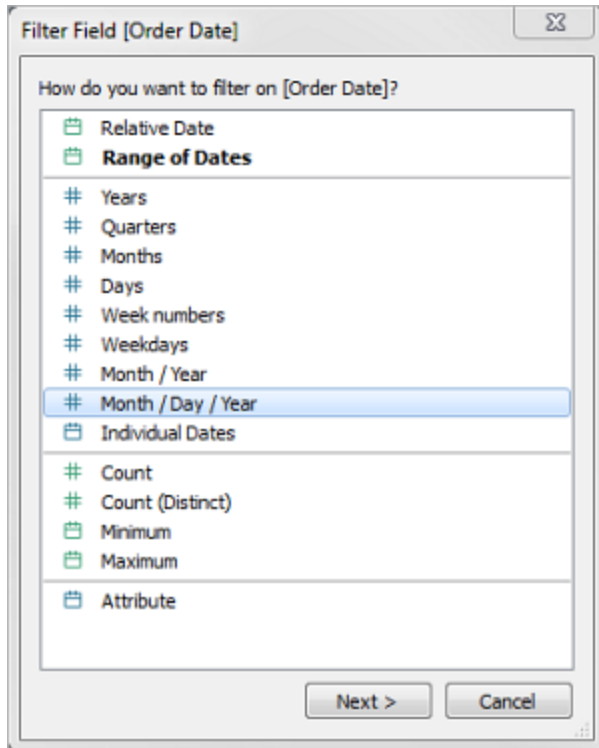 Filter Field [Order Date]
How do you want to filter on [Order Date]?
Relative Date
Range of Dates
# Years
# Quarters
# Months
# Days
# Week numbers
# Weekdays
# Month / Year
# Month / Day / Year
Individual Dates
# Count
# Count (Distinct)
Minimum
Maximum
Attribute
Next >
Cancel